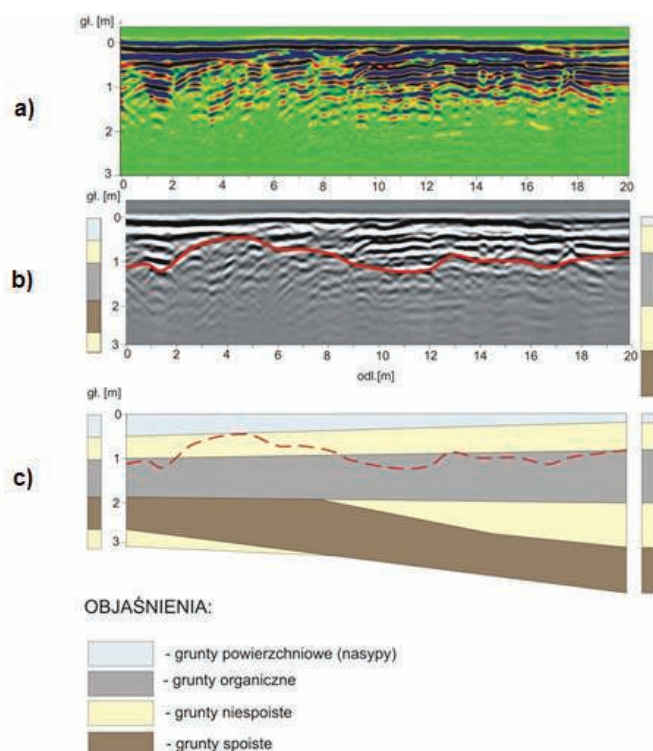 gł. [m]
0
1
2
3
a)
0 2 4 6 8 10 12 14 16 18 20
gł. [m]
0
1
2
3
b)
0 2 4 6 8 10 12 14 16 18 20
odl.[m]
gł. [m]
0
1
2
3
c)
OBJAŚNIENIA:
- grunty powierzchniowe (nasypy)
- grunty organiczne
- grunty niespoiste
- grunty spoiste